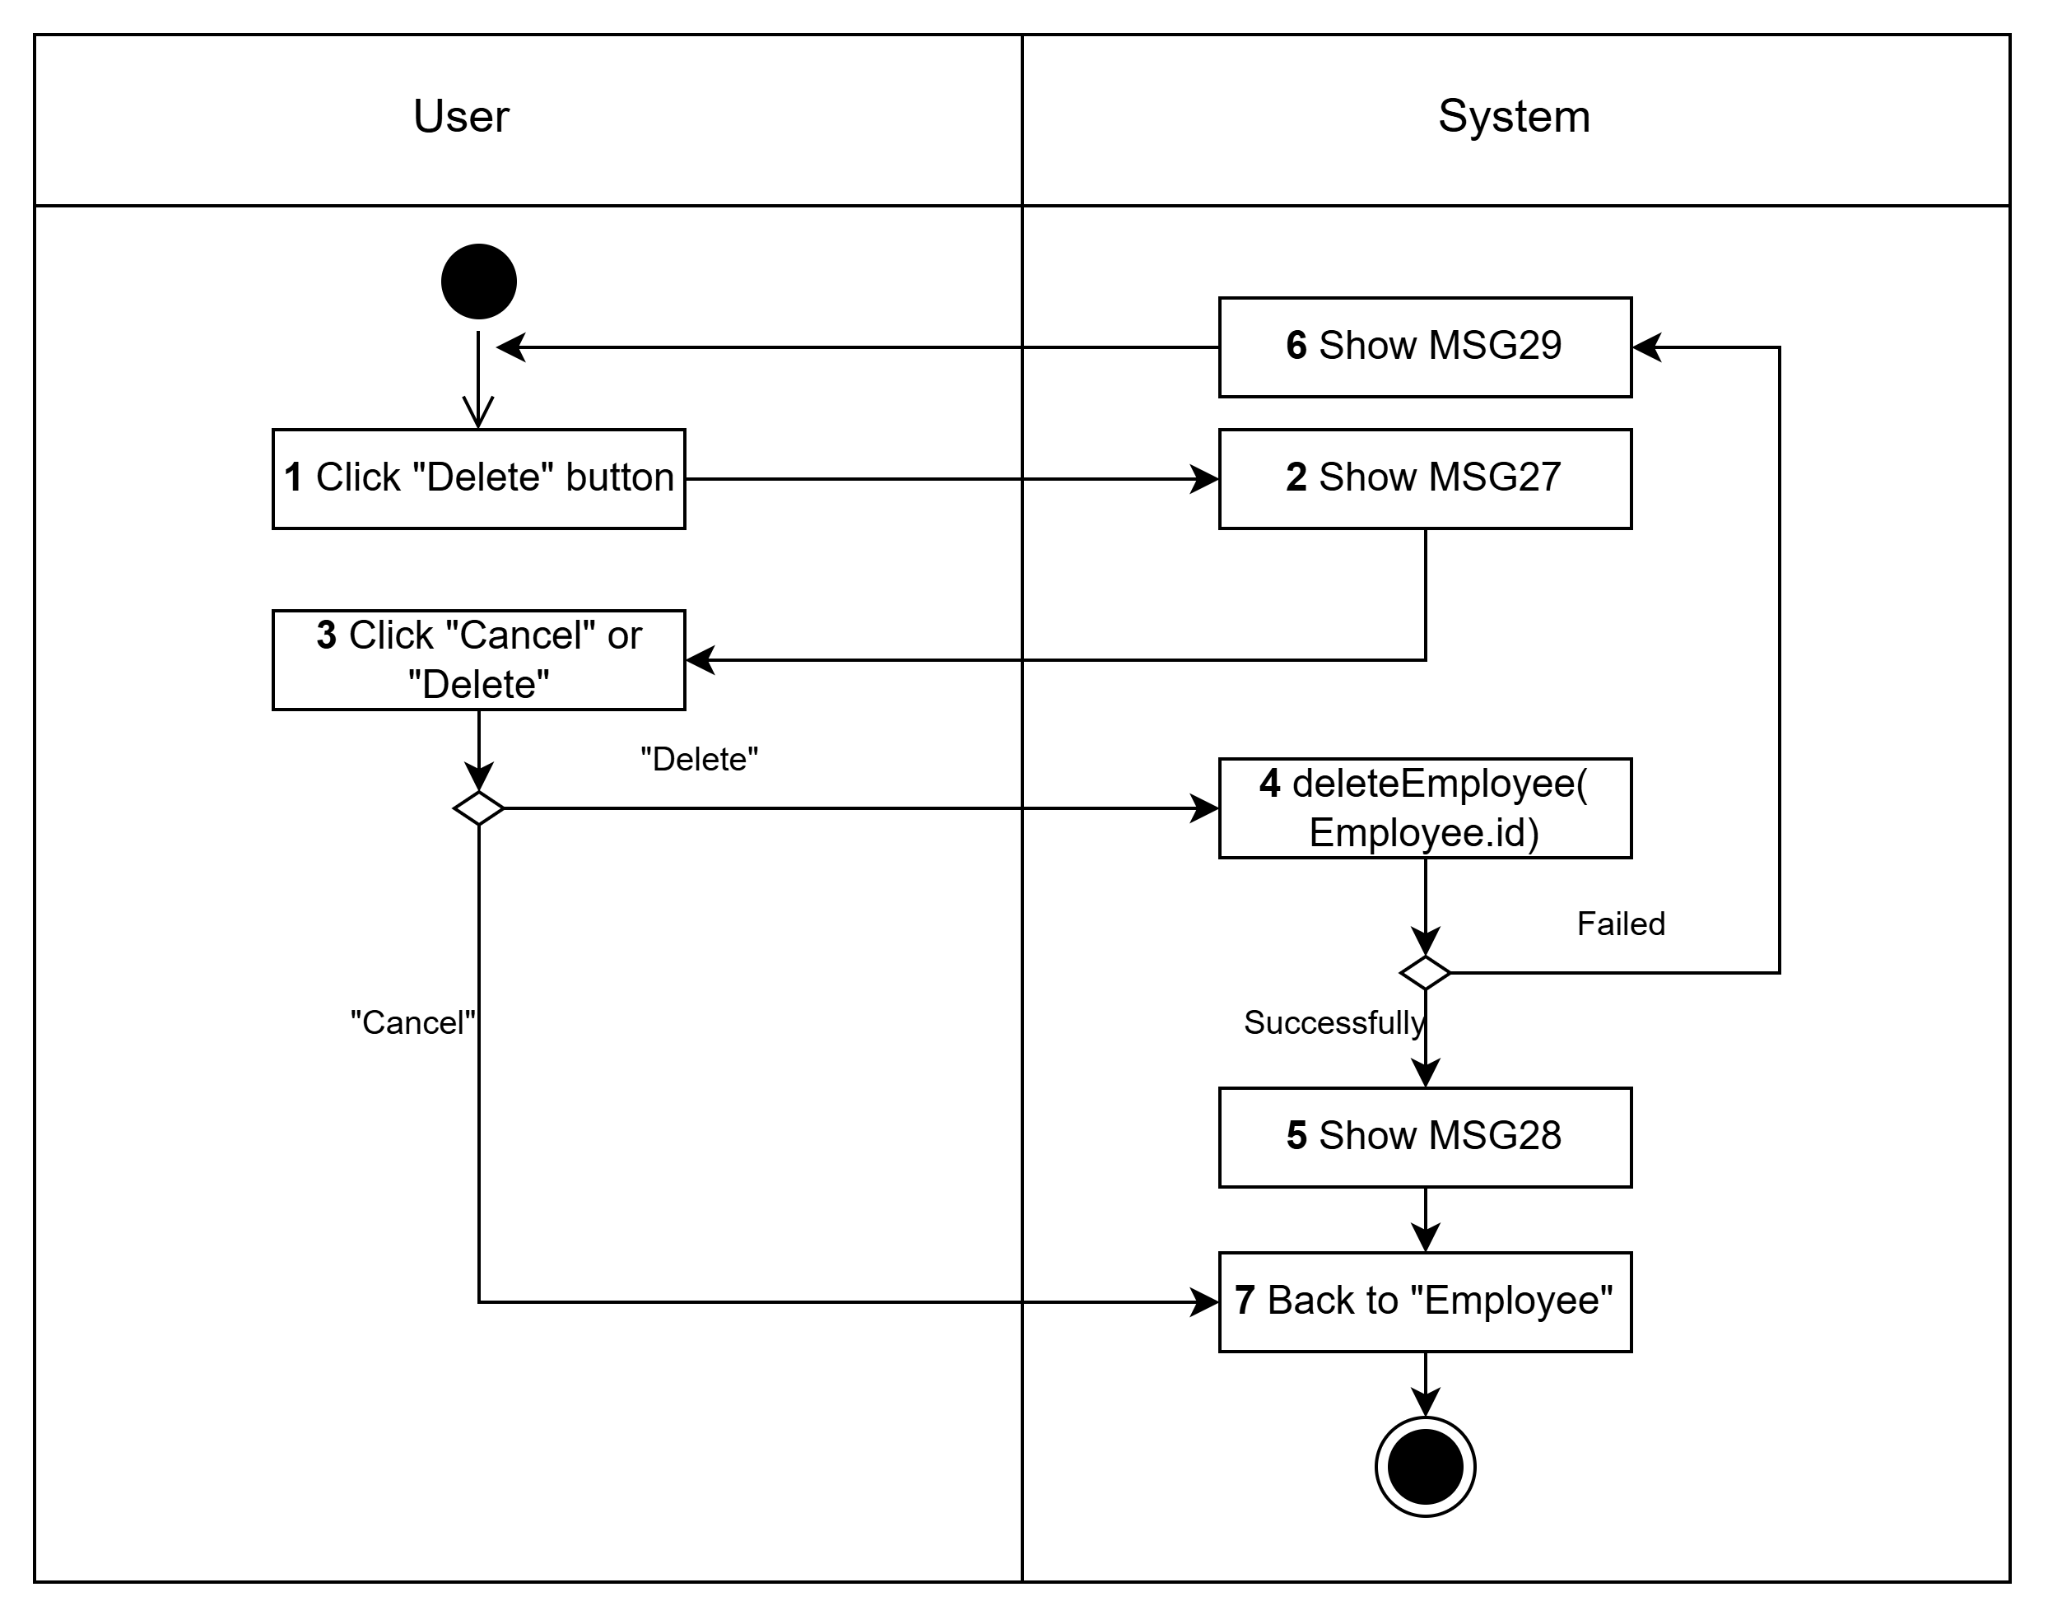 User
System
6 Show MSG29
1 Click "Delete" button
2 Show MSG27
3 Click "Cancel" or
"Delete"
"Delete"
4 deleteEmployee(
Employee.id)
Failed
"Cancel"
Successfully
5 Show MSG28
7 Back to "Employee"